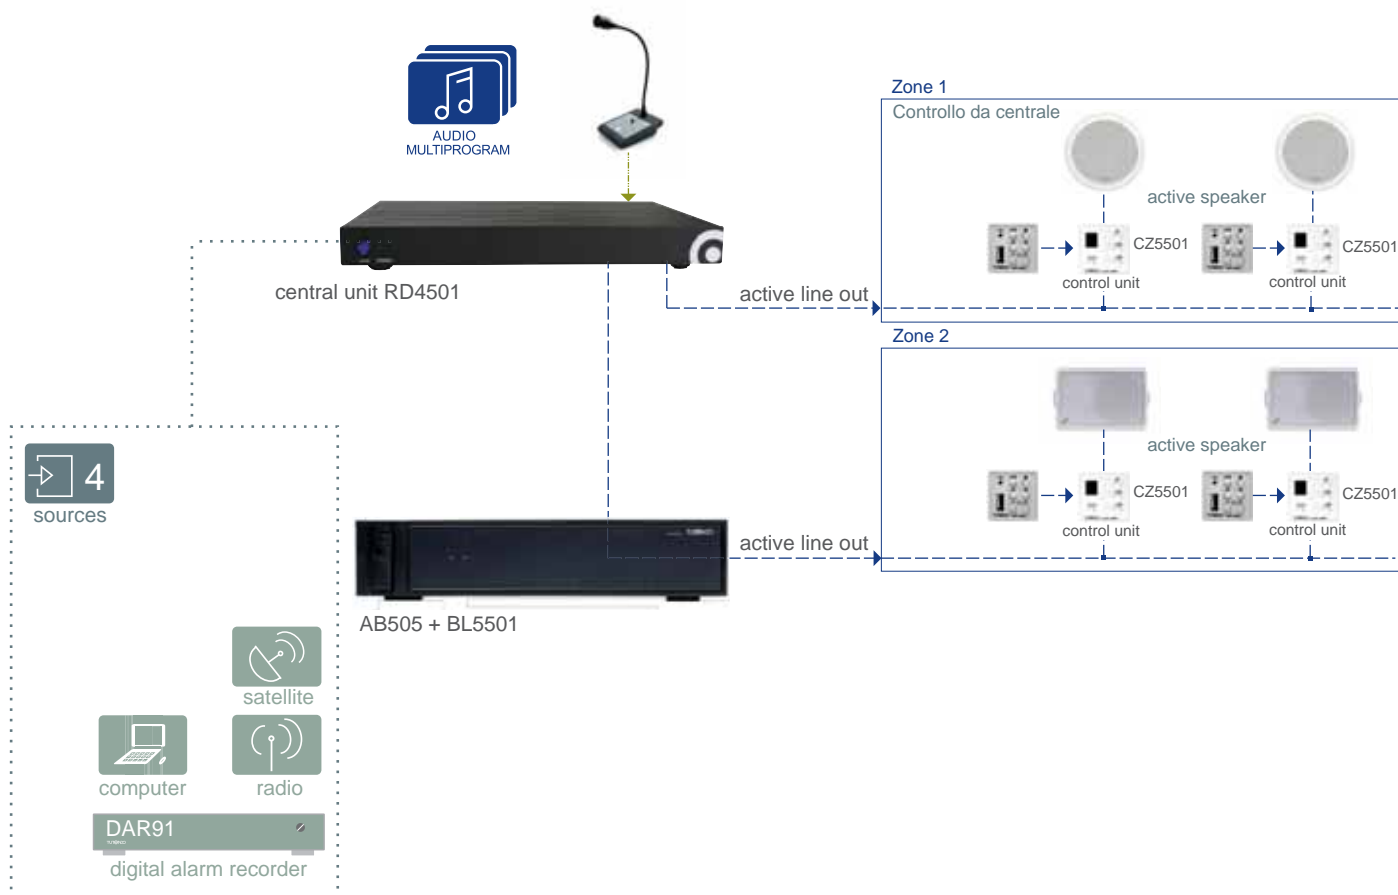 AUDIO
MULTIPROGRAM
Zone 1
Controllo da centrale
active speaker
CZ5501
CZ5501
control unit
control unit
central unit RD4501
active line out
Zone 2
active speaker
CZ5501
CZ5501
control unit
control unit
4
sources
active line out
AB505 + BL5501
satellite
computer
radio
DAR91
digital alarm recorder